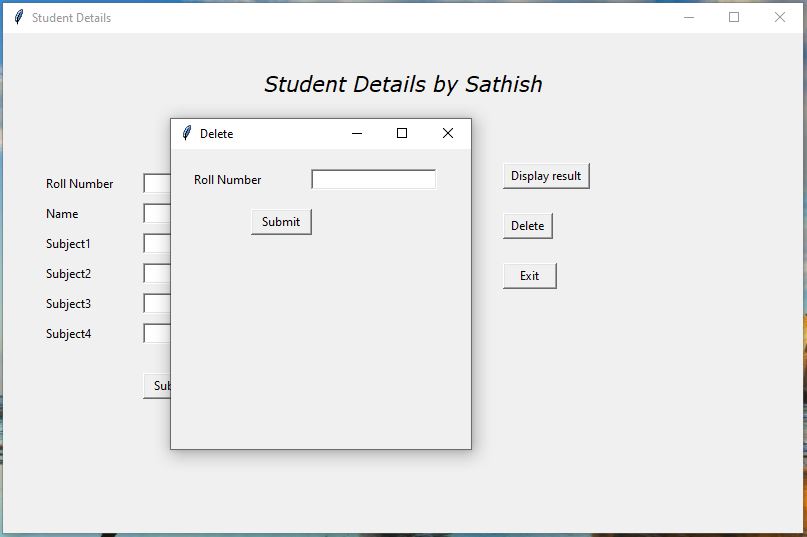 Student Details
Student Details by Sathish
Delete
Roll Number
Submit
Roll Number
Name
Subject1
Subject2
Subject3
Subject4
Display result
Delete
Exit